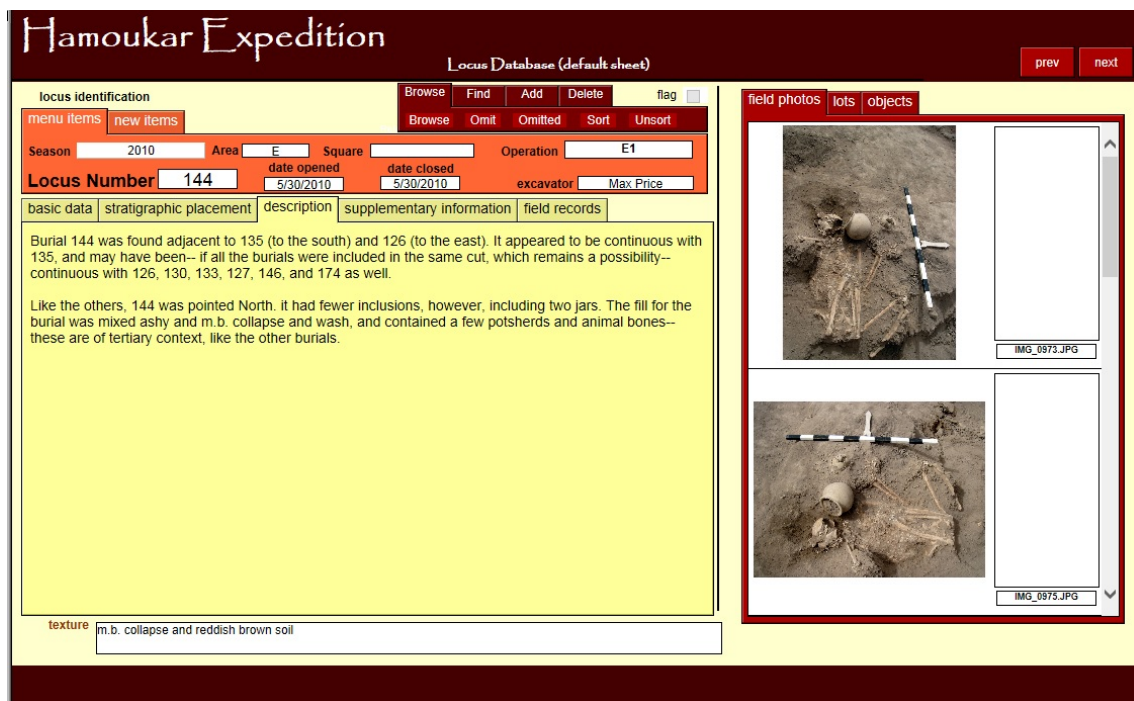 Hamoukar Expedition
Locus Database (default sheet)
prev next
locus identification
Browse Find Add Delete flag
menu items new items
Browse Omit Omitted Sort Unsort
Season 2010 Area E Square Operation E1
date opened date closed
Locus Number 144 5/30/2010 5/30/2010 excavator Max Price
basic data stratigraphic placement description supplementary information field records
Burial 144 was found adjacent to 135 (to the south) and 126 (to the east). It appeared to be continuous with
135, and may have been-- if all the burials were included in the same cut, which remains a possibility--
continuous with 126, 130, 133, 127, 146, and 174 as well.
Like the others, 144 was pointed North. it had fewer inclusions, however, including two jars. The fill for the
burial was mixed ashy and m.b. collapse and wash, and contained a few potsherds and animal bones--
these are of tertiary context, like the other burials.
texture m.b. collapse and reddish brown soil
field photos lots objects
IMG_0973.JPG
IMG_0975.JPG